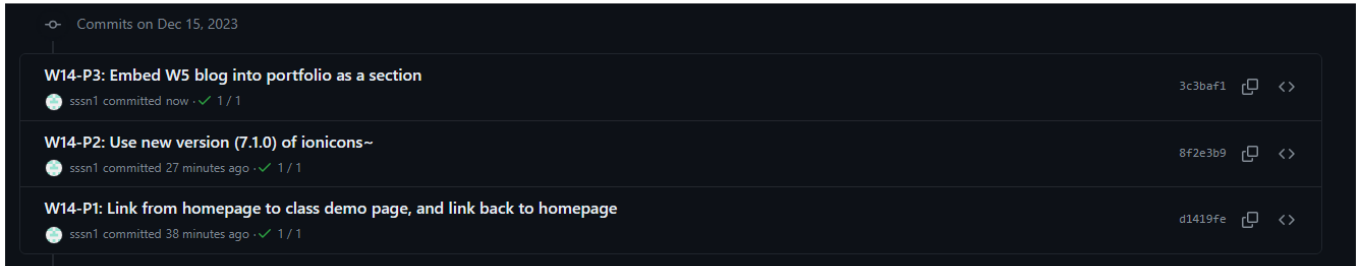 Commits on Dec 15, 2023
W14-P3: Embed W5 blog into portfolio as a section
3c3baf1
sssn1 committed now · ✓ 1 / 1
W14-P2: Use new version (7.1.0) of ionicons~
8f2e3b9
sssn1 committed 27 minutes ago · ✓ 1 / 1
W14-P1: Link from homepage to class demo page, and link back to homepage
d1419fe
sssn1 committed 38 minutes ago · ✓ 1 / 1